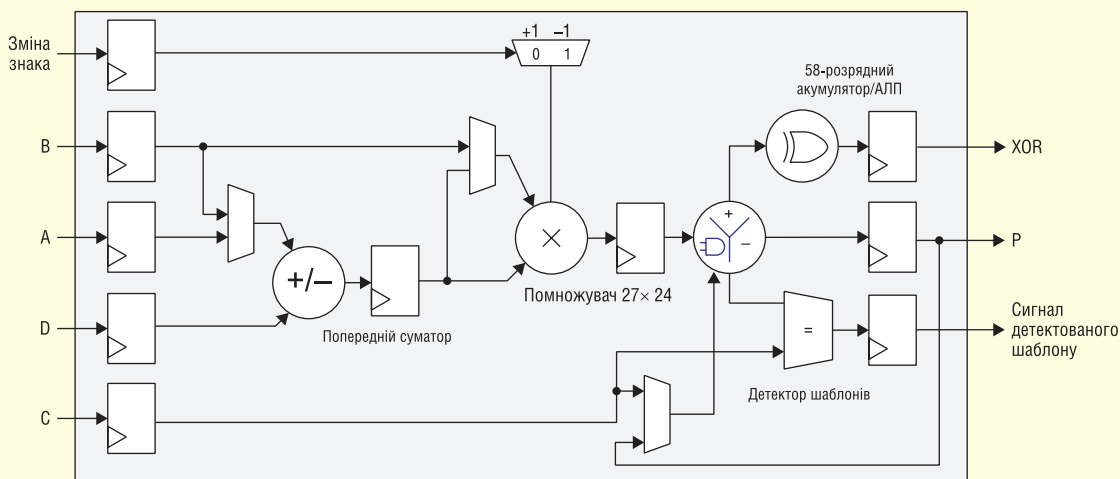 Зміна
знака
+1 −1
0 1
58-розрядний
акумулятор/АЛП
B
XOR
A
+
−
P
+/−
×
Помножувач 27× 24
D
Попередній суматор
=
Сигнал
детектованого
шаблону
Детектор шаблонів
C